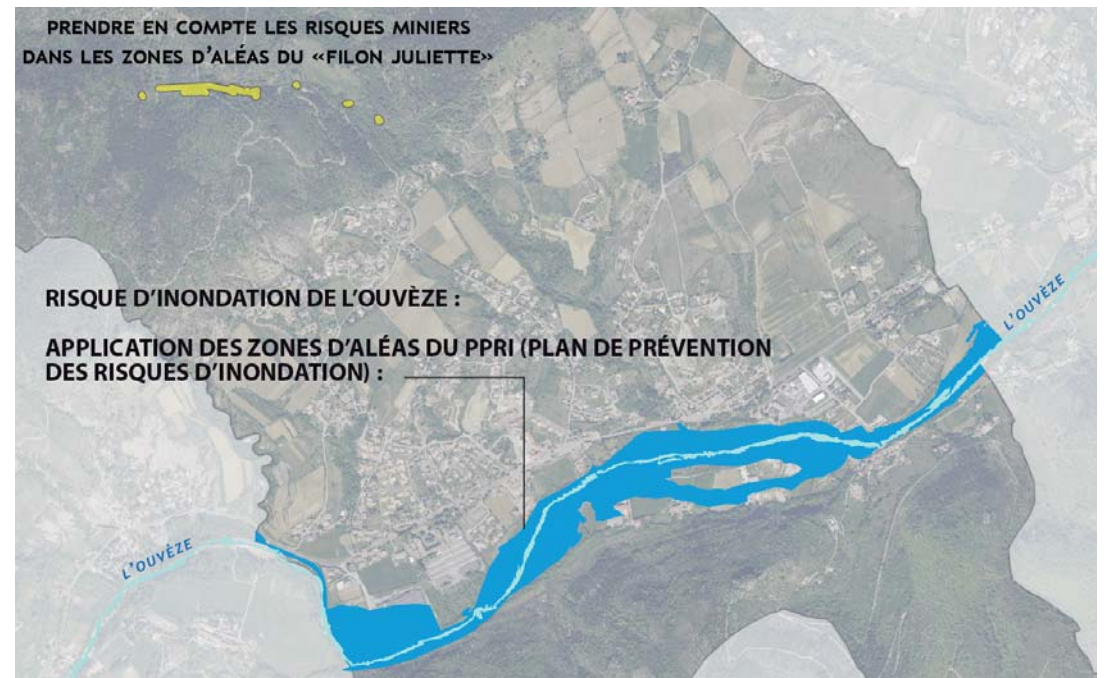 PRENDRE EN COMPTE LES RISQUES MINIERS
DANS LES ZONES D'ALÉAS DU «FILON JULIETTE»
RISQUE D'INONDATION DE L'OUVÈZE :
APPLICATION DES ZONES D'ALÉAS DU PPRI (PLAN DE PRÉVENTION
DES RISQUES D'INONDATION) :
L'OUVÈZE
L'OUVÈZE